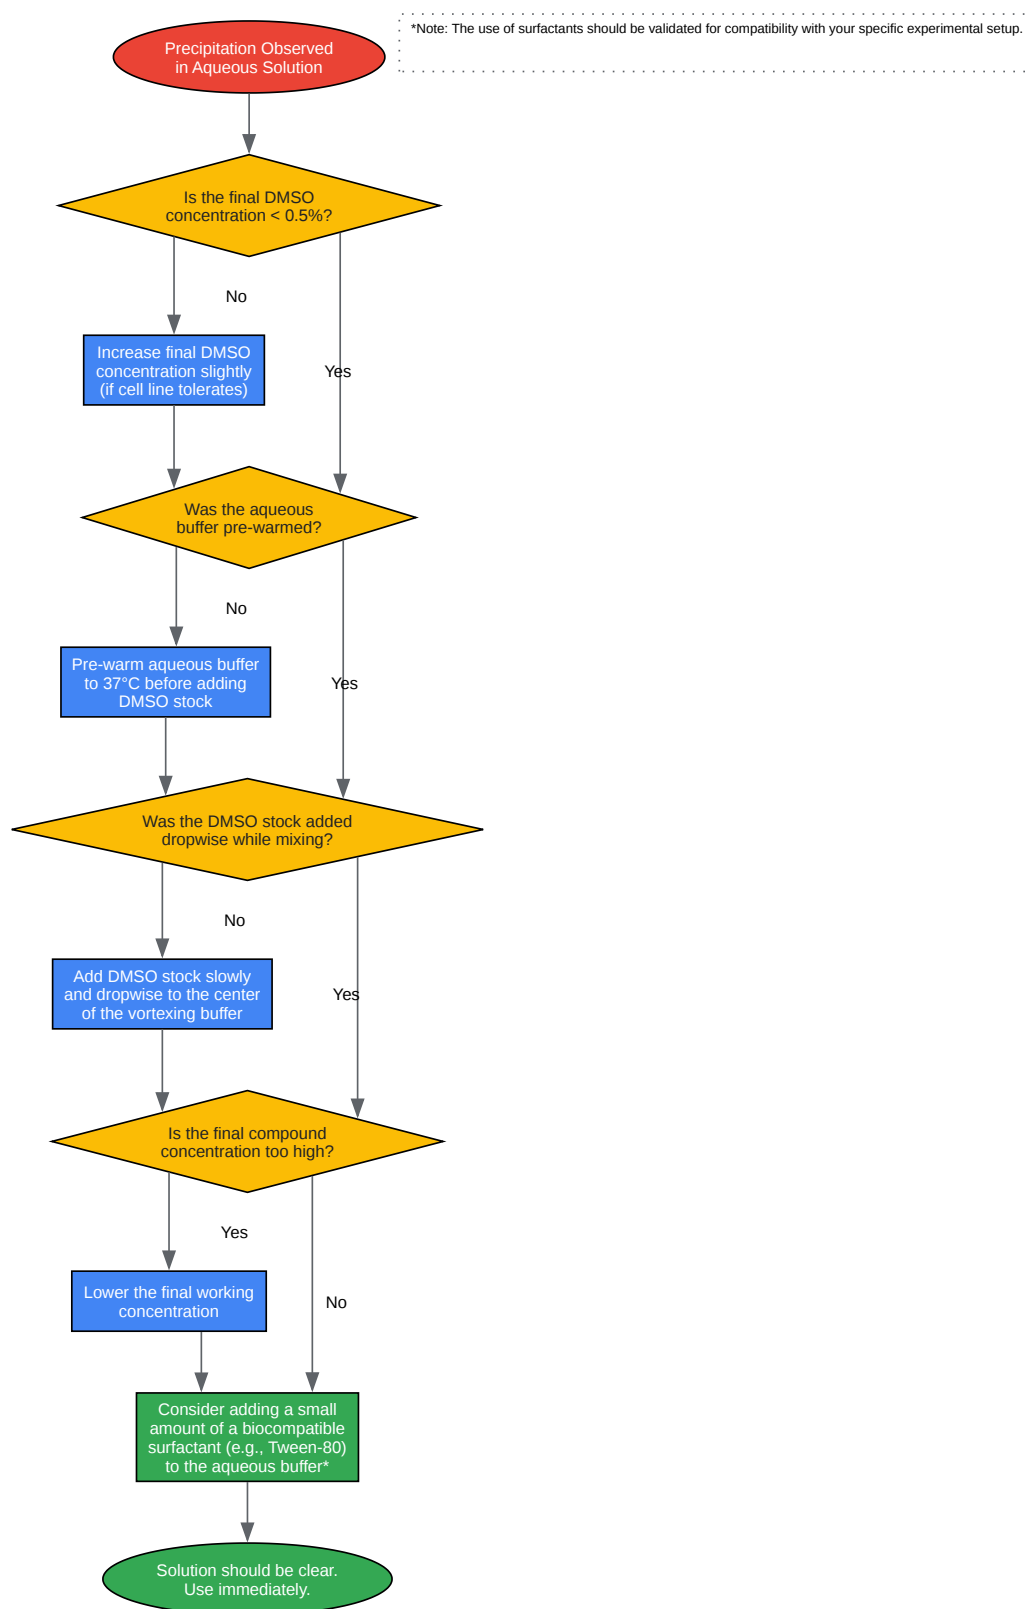 Precipitation Observed
in Aqueous Solution
*Note: The use of surfactants should be validated for compatibility with your specific experimental setup.
Is the final DMSO
concentration < 0.5%?
No
Yes
Increase final DMSO
concentration slightly
(if cell line tolerates)
Was the aqueous
buffer pre-warmed?
No
Yes
Pre-warm aqueous buffer
to 37°C before adding
DMSO stock
Was the DMSO stock added
dropwise while mixing?
No
Yes
Add DMSO stock slowly
and dropwise to the center
of the vortexing buffer
Is the final compound
concentration too high?
Yes
No
Lower the final working
concentration
Consider adding a small
amount of a biocompatible
surfactant (e.g., Tween-80)
to the aqueous buffer*
Solution should be clear.
Use immediately.